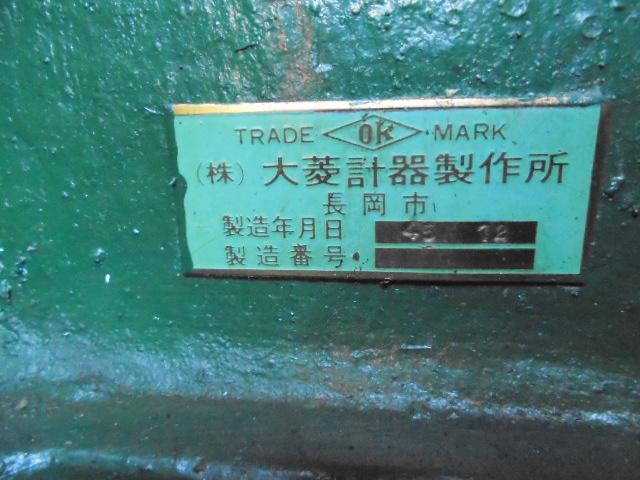 TRADE OK MARK
(株) 大菱計器製作所
長岡市
製造年月日 43 12
製造番号